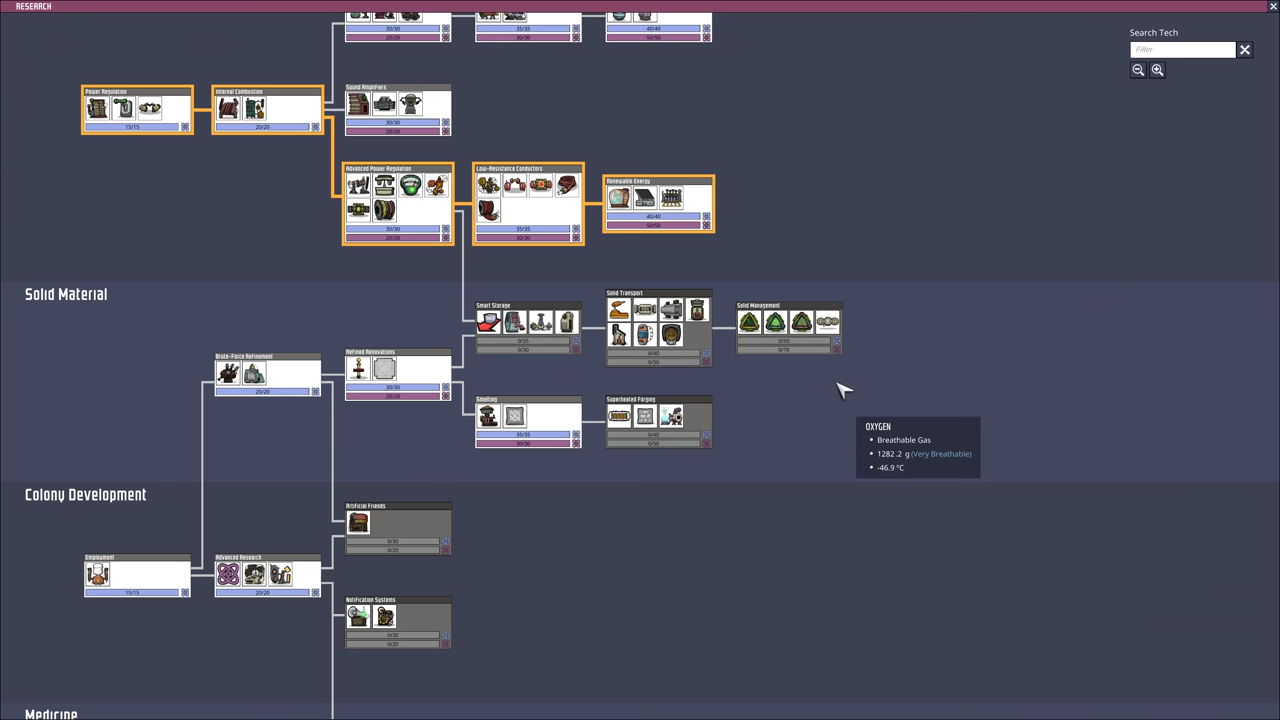 RESEARCH
Search Tech
Filter
30/30
20/20
35/35
30/30
40/40
50/50
Power Regulation
15/15
Internal Combustion
20/20
Sound Amplifiers
30/30
20/20
Advanced Power Regulation
30/30
20/20
Low-Resistance Conductors
35/35
30/30
Renewable Energy
40/40
50/50
Solid Material
Smart Storage
0/35
0/30
Solid Transport
0/40
0/50
Solid Management
0/50
0/70
Brute-Force Refinement
20/20
Refined Renovations
30/30
20/20
Smelting
35/35
30/30
Superheated Forging
0/40
0/50
OXYGEN
• Breathable Gas
• 1282.2 g (Very Breathable)
• -46.9 ºC
Colony Development
Artificial Friends
0/30
0/20
Employment
15/15
Advanced Research
20/20
Notification Systems
0/30
0/20
Medicine